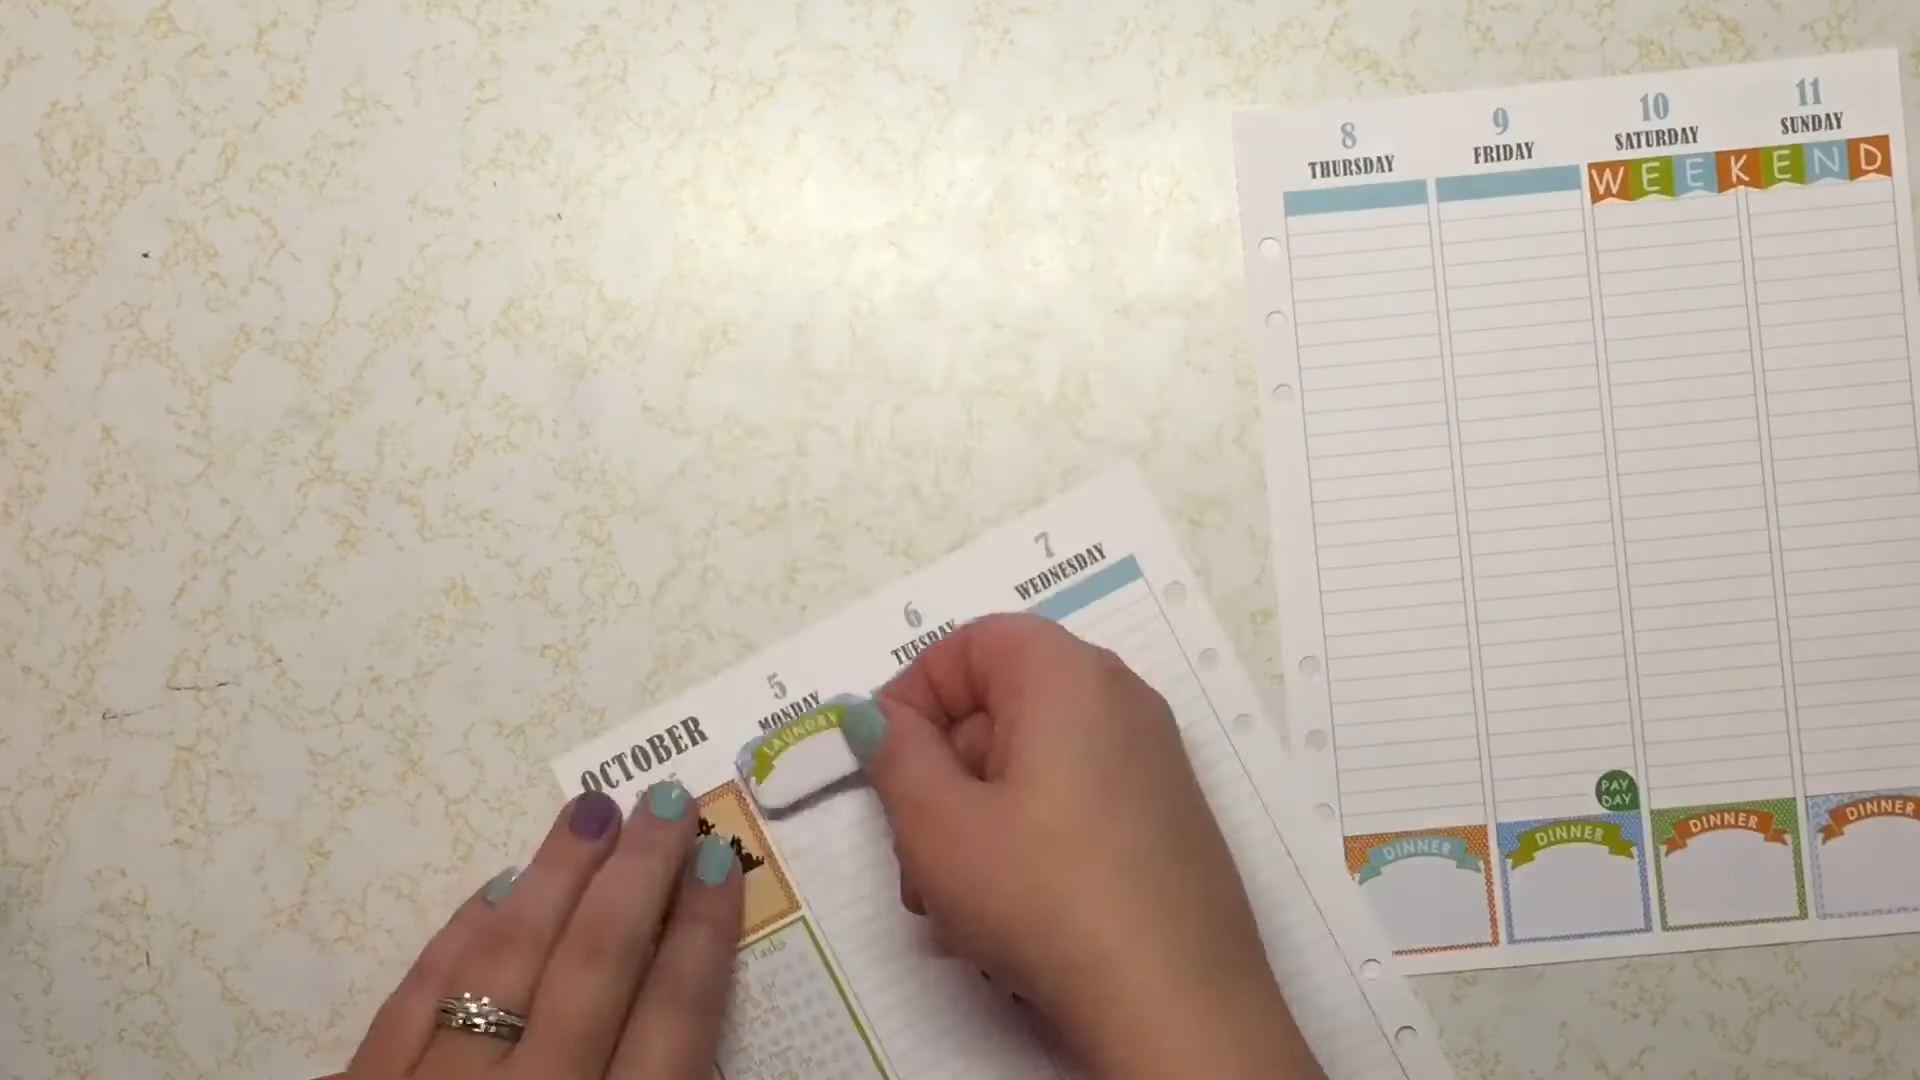 8
THURSDAY
9
FRIDAY
10
SATURDAY
11
SUNDAY
WEEKEND
PAY
DAY
DINNER
DINNER
DINNER
DINNER
OCTOBER
5
MONDAY
6
TUESDAY
7
WEDNESDAY
LAUNDRY
Tasks